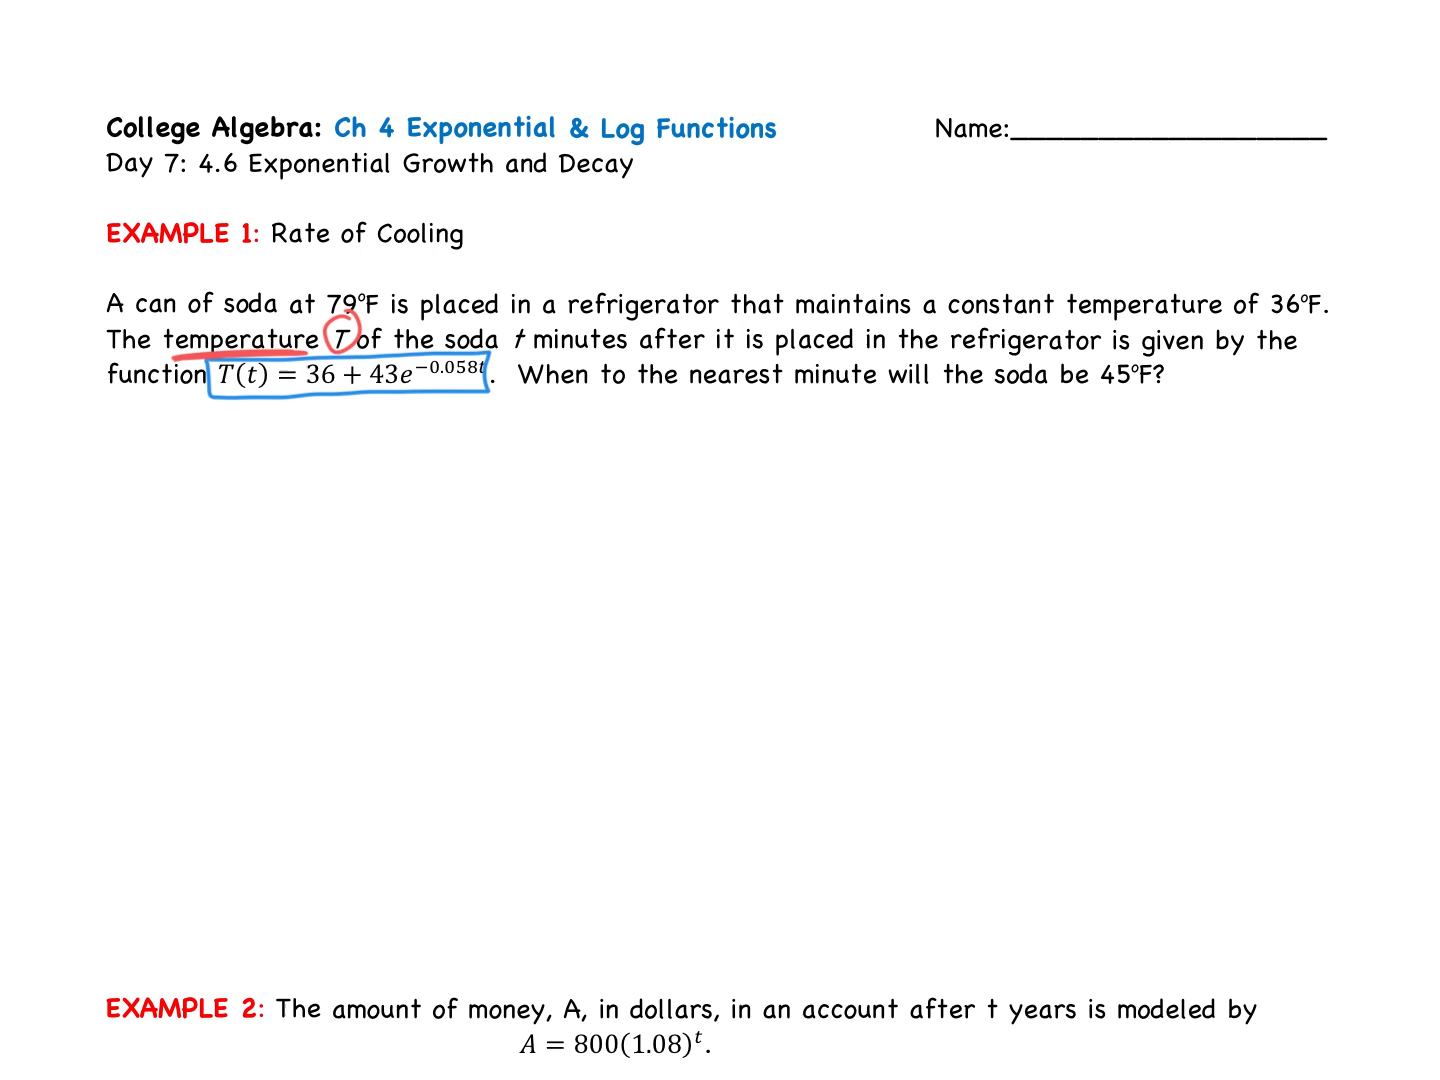 College Algebra: Ch 4 Exponential & Log Functions Name:__________________
Day 7: 4.6 Exponential Growth and Decay
EXAMPLE 1: Rate of Cooling
A can of soda at 79°F is placed in a refrigerator that maintains a constant temperature of 36°F.
The temperature T of the soda t minutes after it is placed in the refrigerator is given by the
function T(t) = 36 + 43e^{−0.058t}. When to the nearest minute will the soda be 45°F?
EXAMPLE 2: The amount of money, A, in dollars, in an account after t years is modeled by
A = 800(1.08)^t.